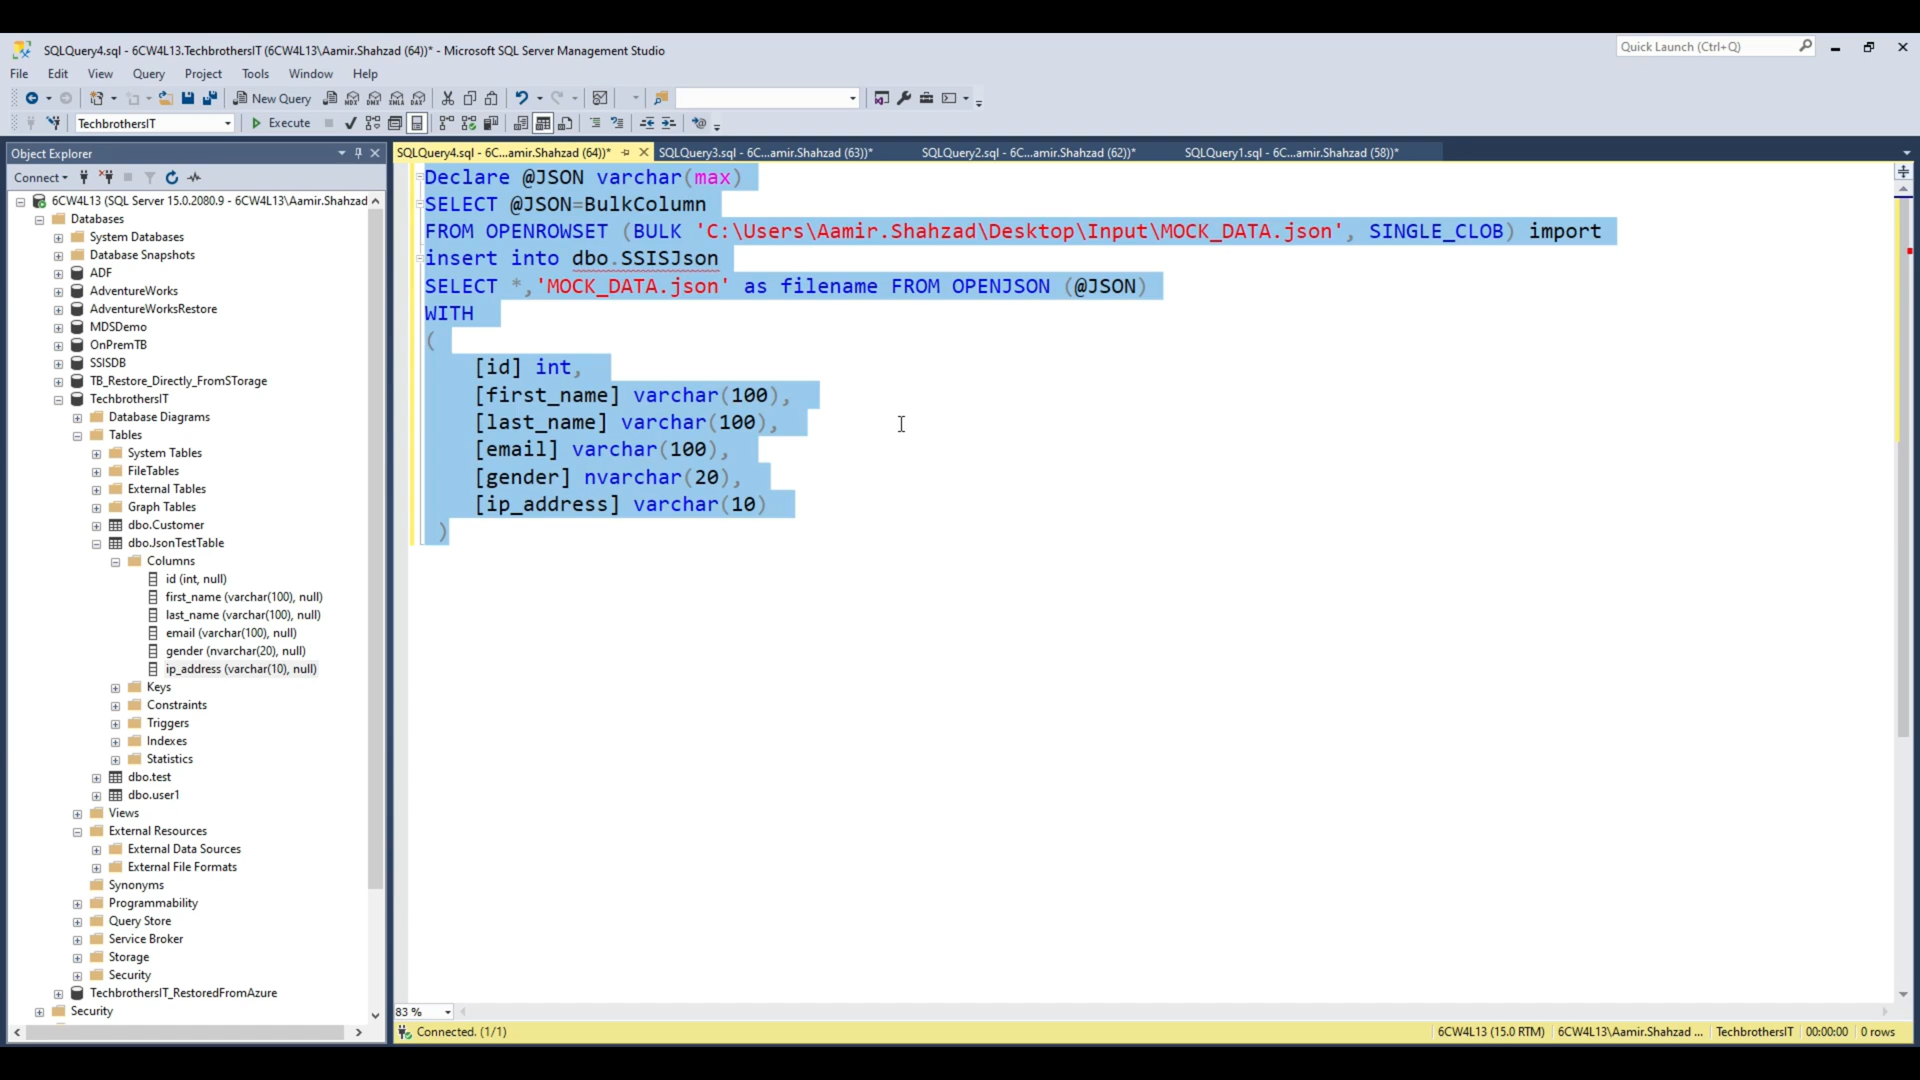 SQLQuery4.sql - 6CW4L13.TechbrothersIT (6CW4L13\Aamir.Shahzad (64))* - Microsoft SQL Server Management Studio
Quick Launch (Ctrl+Q)
File Edit View Query Project Tools Window Help
New Query
TechbrothersIT Execute
Object Explorer
SQLQuery4.sql - 6C...amir.Shahzad (64))* SQLQuery3.sql - 6C...amir.Shahzad (63))* SQLQuery2.sql - 6C...amir.Shahzad (62))* SQLQuery1.sql - 6C...amir.Shahzad (58))*
Connect
6CW4L13 (SQL Server 15.0.2080.9 - 6CW4L13\Aamir.Shahzad
Databases
System Databases
Database Snapshots
ADF
AdventureWorks
AdventureWorksRestore
MDSDemo
OnPremTB
SSISDB
TB_Restore_Directly_FromSTorage
TechbrothersIT
Database Diagrams
Tables
System Tables
FileTables
External Tables
Graph Tables
dbo.Customer
dbo.JsonTestTable
Columns
id (int, null)
first_name (varchar(100), null)
last_name (varchar(100), null)
email (varchar(100), null)
gender (nvarchar(20), null)
ip_address (varchar(10), null)
Keys
Constraints
Triggers
Indexes
Statistics
dbo.test
dbo.user1
Views
External Resources
External Data Sources
External File Formats
Synonyms
Programmability
Query Store
Service Broker
Storage
Security
TechbrothersIT_RestoredFromAzure
Security
Declare @JSON varchar(max)
SELECT @JSON=BulkColumn
FROM OPENROWSET (BULK 'C:\Users\Aamir.Shahzad\Desktop\Input\MOCK_DATA.json', SINGLE_CLOB) import
insert into dbo.SSISJson
SELECT *,'MOCK_DATA.json' as filename FROM OPENJSON (@JSON)
WITH
(
[id] int,
[first_name] varchar(100),
[last_name] varchar(100),
[email] varchar(100),
[gender] nvarchar(20),
[ip_address] varchar(10)
)
83 %
Connected. (1/1)
6CW4L13 (15.0 RTM) 6CW4L13\Aamir.Shahzad ... TechbrothersIT 00:00:00 0 rows